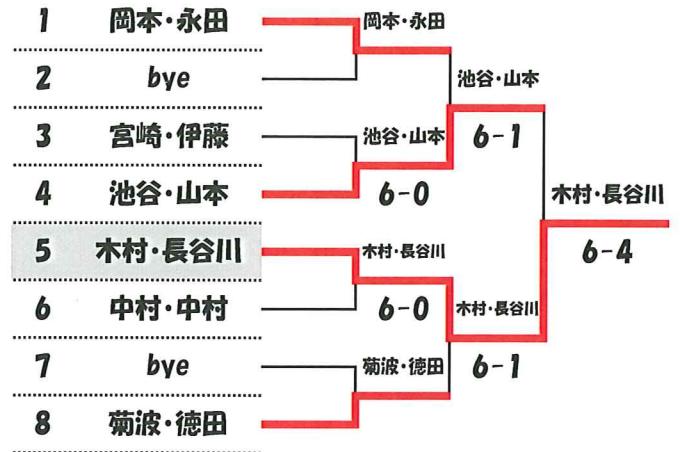 1 岡本・永田
岡本・永田
2 bye
池谷・山本
3 宮崎・伊藤
池谷・山本
6-1
4 池谷・山本
6-0
木村・長谷川
5 木村・長谷川
木村・長谷川
6-4
6 中村・中村
6-0
木村・長谷川
7 bye
菊波・徳田
6-1
8 菊波・徳田